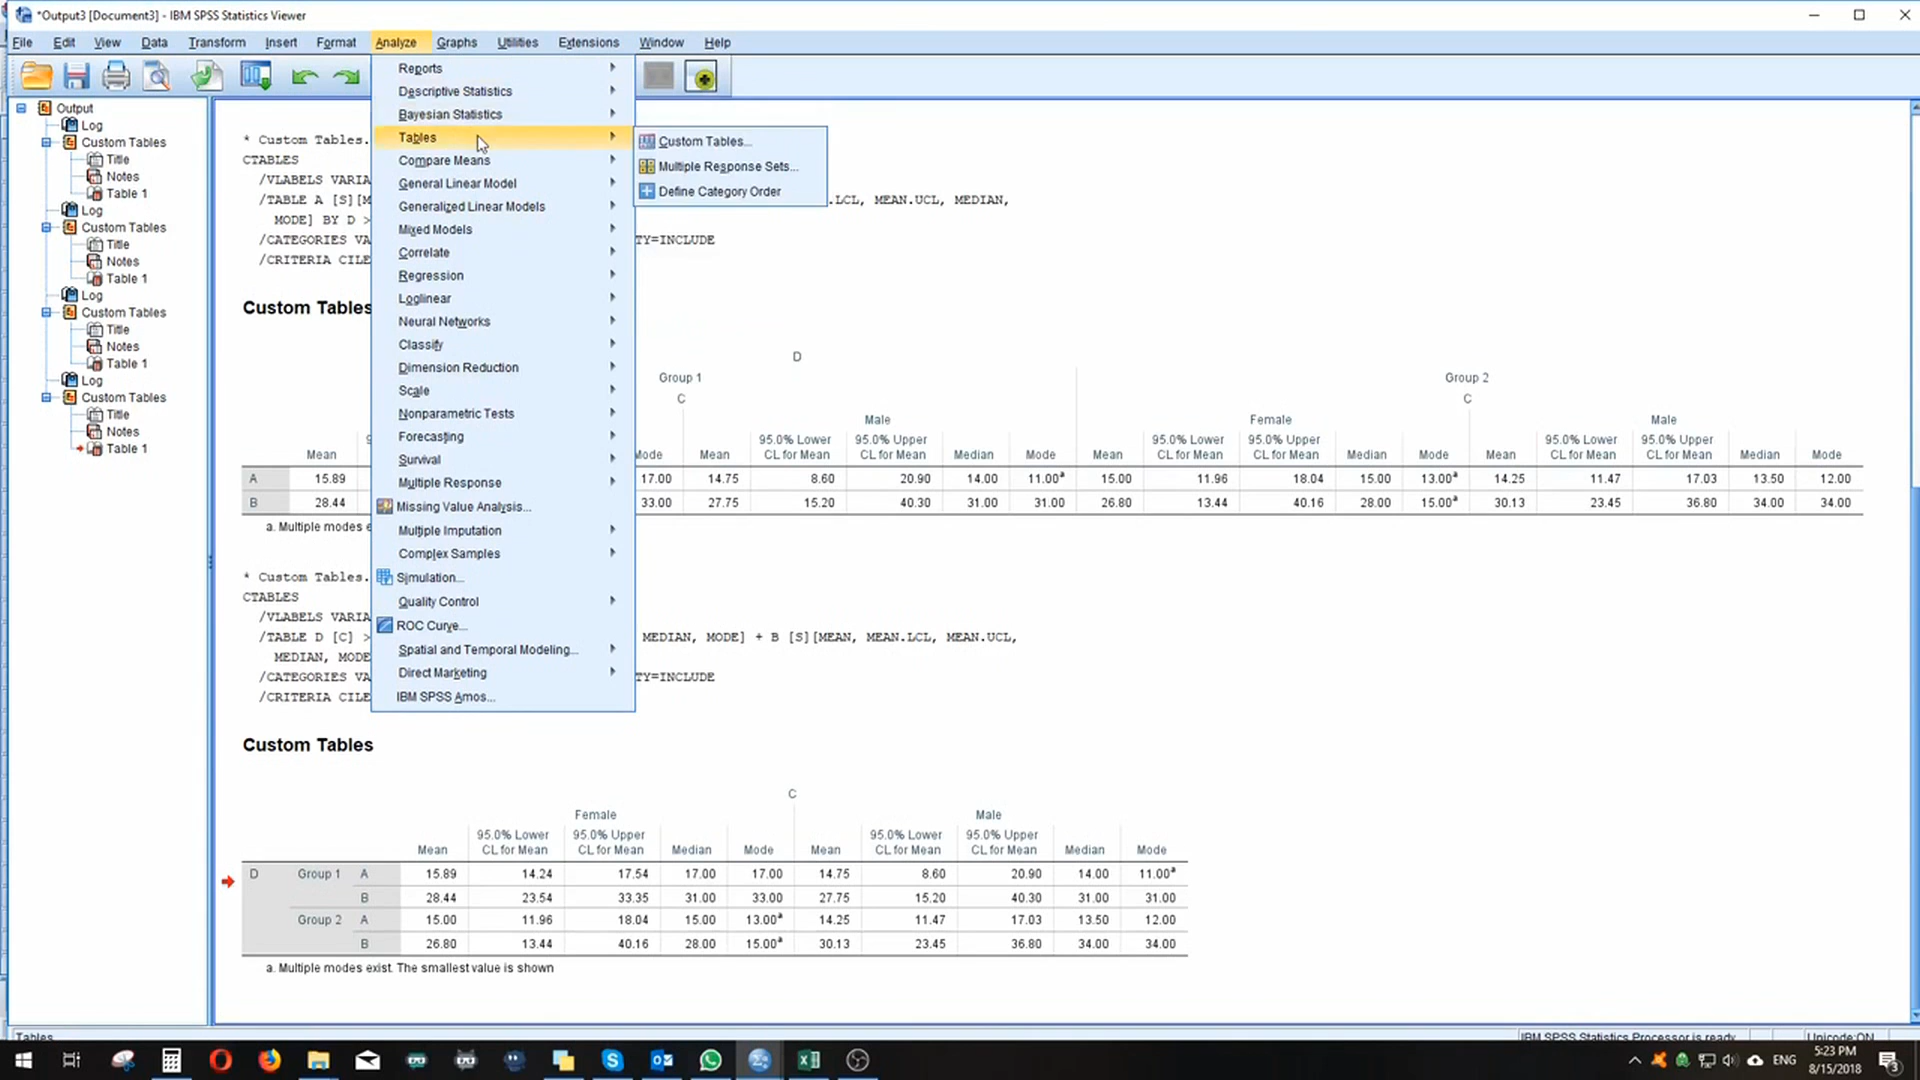 *Output3 [Document3] - IBM SPSS Statistics Viewer
File Edit View Data Transform Insert Format Analyze Graphs Utilities Extensions Window Help
Output
Log
Custom Tables
Title
Notes
Table 1
Log
Custom Tables
Title
Notes
Table 1
Log
Custom Tables
Title
Notes
Table 1
Log
Custom Tables
Title
Notes
Table 1
Reports
Descriptive Statistics
Bayesian Statistics
Tables
Compare Means
General Linear Model
Generalized Linear Models
Mixed Models
Correlate
Regression
Loglinear
Neural Networks
Classify
Dimension Reduction
Scale
Nonparametric Tests
Forecasting
Survival
Multiple Response
Missing Value Analysis...
Multiple Imputation
Complex Samples
Simulation...
Quality Control
ROC Curve...
Spatial and Temporal Modeling...
Direct Marketing
IBM SPSS Amos...
Custom Tables...
Multiple Response Sets...
Define Category Order
* Custom Tables.
CTABLES
/VLABELS VARIA
/TABLE A [S][M .LCL, MEAN.UCL, MEDIAN,
MODE] BY D >
/CATEGORIES VA TY=INCLUDE
/CRITERIA CILE
Custom Tables
D
Group 1 Group 2
C C
Male Female Male
Mean Mode Mean 95.0% Lower CL for Mean 95.0% Upper CL for Mean Median Mode Mean 95.0% Lower CL for Mean 95.0% Upper CL for Mean Median Mode Mean 95.0% Lower CL for Mean 95.0% Upper CL for Mean Median Mode
A 15.89 17.00 14.75 8.60 20.90 14.00 11.00a 15.00 11.96 18.04 15.00 13.00a 14.25 11.47 17.03 13.50 12.00
B 28.44 33.00 27.75 15.20 40.30 31.00 31.00 26.80 13.44 40.16 28.00 15.00a 30.13 23.45 36.80 34.00 34.00
a. Multiple modes e
* Custom Tables.
CTABLES
/VLABELS VARIA
/TABLE D [C] > MEDIAN, MODE] + B [S][MEAN, MEAN.LCL, MEAN.UCL,
MEDIAN, MODE
/CATEGORIES VA TY=INCLUDE
/CRITERIA CILE
Custom Tables
C
Female Male
Mean 95.0% Lower CL for Mean 95.0% Upper CL for Mean Median Mode Mean 95.0% Lower CL for Mean 95.0% Upper CL for Mean Median Mode
D Group 1 A 15.89 14.24 17.54 17.00 17.00 14.75 8.60 20.90 14.00 11.00a
B 28.44 23.54 33.35 31.00 33.00 27.75 15.20 40.30 31.00 31.00
Group 2 A 15.00 11.96 18.04 15.00 13.00a 14.25 11.47 17.03 13.50 12.00
B 26.80 13.44 40.16 28.00 15.00a 30.13 23.45 36.80 34.00 34.00
a. Multiple modes exist. The smallest value is shown
Tables IBM SPSS Statistics Processor is ready Unicode:ON
ENG
5:23 PM
8/15/2018
3